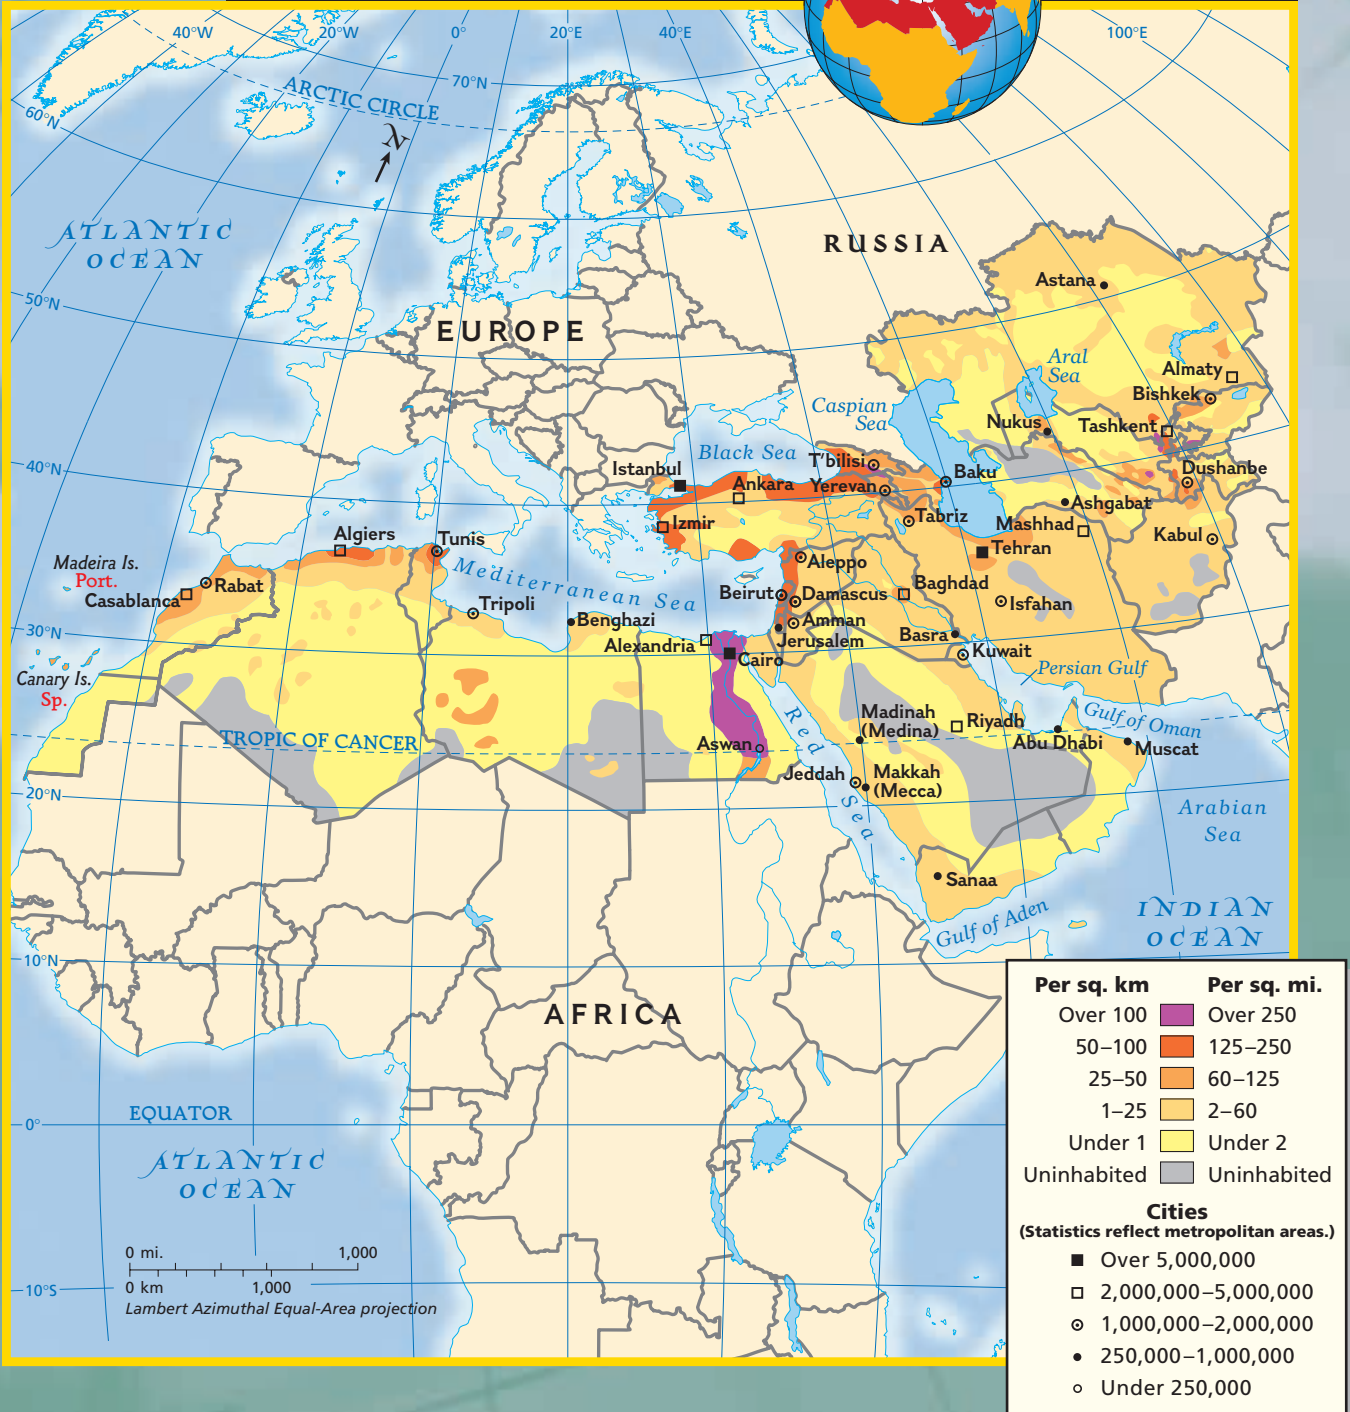 40°W
20°W
0°
20°E
40°E
100°E
70°N
ARCTIC CIRCLE
60°N
N
ATLANTIC
OCEAN
RUSSIA
Astana
50°N
EUROPE
Aral
Sea
Almaty
Bishkek
Caspian
Sea
Nukus
Tashkent
Black Sea
T'bilisi
Istanbul
Baku
Dushanbe
40°N
Ankara
Yerevan
Ashgabat
Tabriz
Mashhad
Izmir
Kabul
Algiers
Tunis
Tehran
Madeira Is.
Port.
Aleppo
Mediterranean Sea
Rabat
Baghdad
Casablanca
Beirut
Damascus
Isfahan
Tripoli
Benghazi
Amman
30°N
Alexandria
Jerusalem
Basra
Kuwait
Cairo
Canary Is.
Sp.
Persian Gulf
Red Sea
Madinah
(Medina)
Riyadh
Gulf of Oman
TROPIC OF CANCER
Aswan
Abu Dhabi
Muscat
Jeddah
Makkah
(Mecca)
20°N
Arabian
Sea
Sanaa
Gulf of Aden
INDIAN
OCEAN
10°N
AFRICA
EQUATOR
0°
ATLANTIC
OCEAN
10°S
0 mi.
1,000
0 km
1,000
Lambert Azimuthal Equal-Area projection
Per sq. km Per sq. mi.
Over 100 Over 250
50–100 125–250
25–50 60–125
1–25 2–60
Under 1 Under 2
Uninhabited Uninhabited
Cities
(Statistics reflect metropolitan areas.)
Over 5,000,000
2,000,000–5,000,000
1,000,000–2,000,000
250,000–1,000,000
Under 250,000